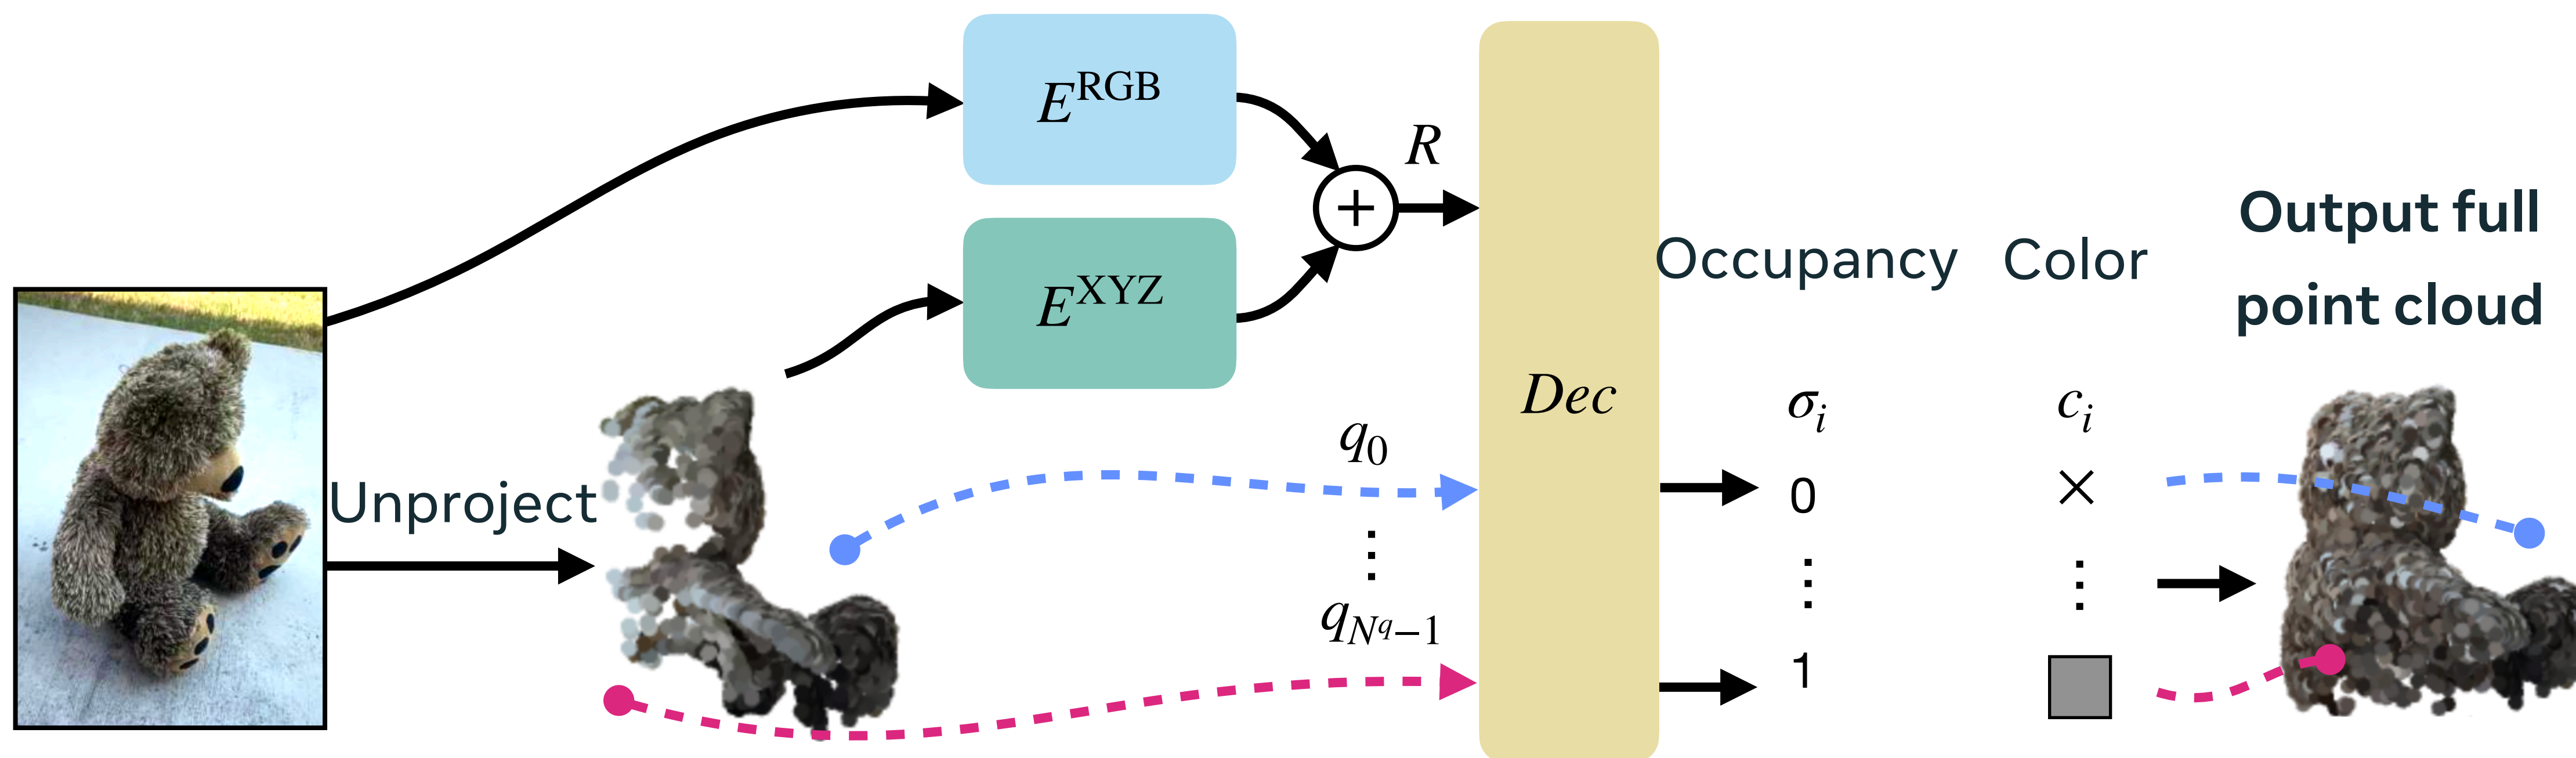 E^RGB
R
+
E^XYZ
Occupancy
Color
Output full
point cloud
Dec
σ_i
c_i
q_0
Unproject
0
×
⋮
⋮
⋮
q_{N^q−1}
1